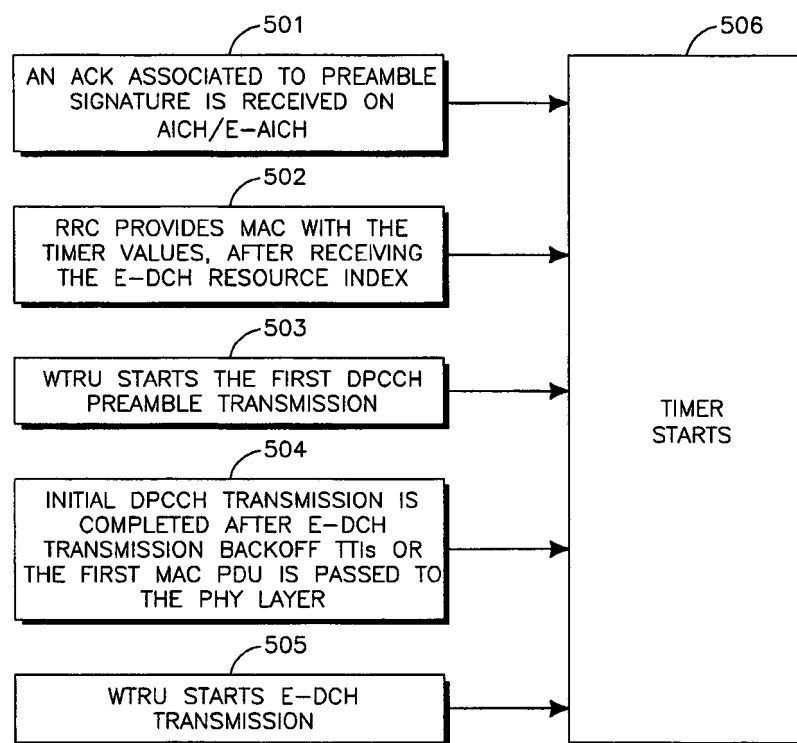 501
AN ACK ASSOCIATED TO PREAMBLE
SIGNATURE IS RECEIVED ON
AICH/E-AICH
502
RRC PROVIDES MAC WITH THE
TIMER VALUES, AFTER RECEIVING
THE E-DCH RESOURCE INDEX
503
WTRU STARTS THE FIRST DPCCH
PREAMBLE TRANSMISSION
504
INITIAL DPCCH TRANSMISSION IS
COMPLETED AFTER E-DCH
TRANSMISSION BACKOFF TTIs OR
THE FIRST MAC PDU IS PASSED TO
THE PHY LAYER
505
WTRU STARTS E-DCH
TRANSMISSION
506
TIMER
STARTS